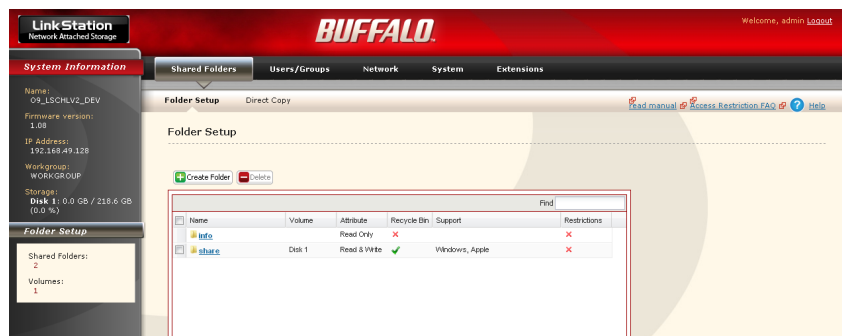 LinkStation
Network Attached Storage
BUFFALO.
Welcome, admin Logout
System Information
Shared Folders Users/Groups Network System Extensions
Name:
09_LSCHLV2_DEV
Firmware version:
1.08
IP Address:
192.168.49.128
Workgroup:
WORKGROUP
Storage:
Disk 1: 0.0 GB / 218.6 GB
(0.0 %)
Folder Setup
Shared Folders:
2
Volumes:
1
Folder Setup Direct Copy
Read manual Access Restriction FAQ ? Help
Folder Setup
Create Folder Delete
Find
Name Volume Attribute Recycle Bin Support Restrictions
info Read Only
share Disk 1 Read & Write Windows, Apple